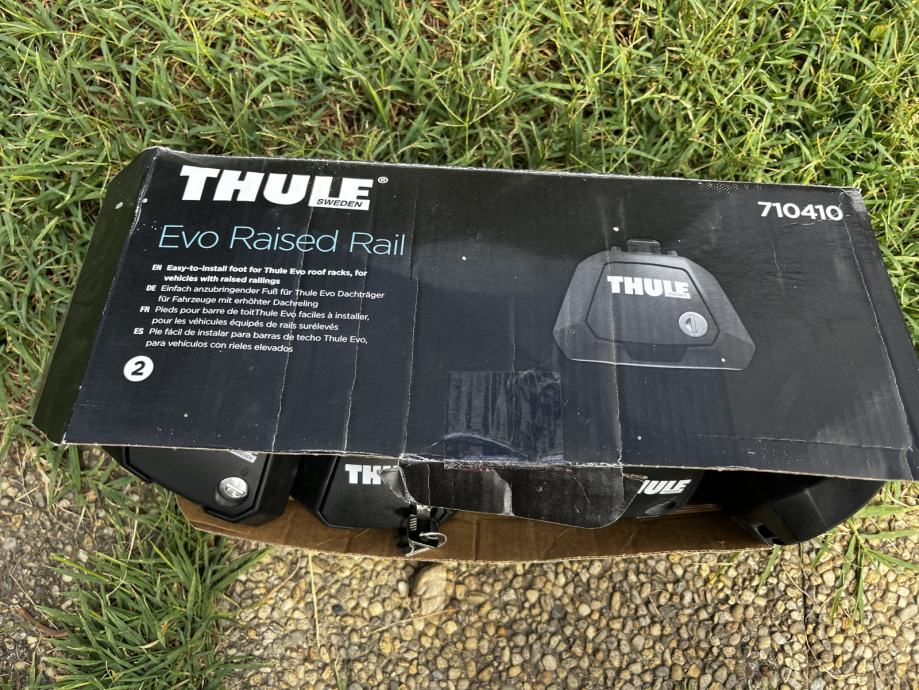 THULE®
SWEDEN
710410
Evo Raised Rail
EN Easy-to-install foot for Thule Evo roof racks, for
vehicles with raised railings
DE Einfach anzubringender Fuß für Thule Evo Dachträger
für Fahrzeuge mit erhöhter Dachreling
FR Pieds pour barre de toitThule Evo faciles à installer,
pour les véhicules équipés de rails surélevés
ES Pie fácil de instalar para barras de techo Thule Evo,
para vehículos con rieles elevados
2
THULE
SWEDEN
THU
ULE